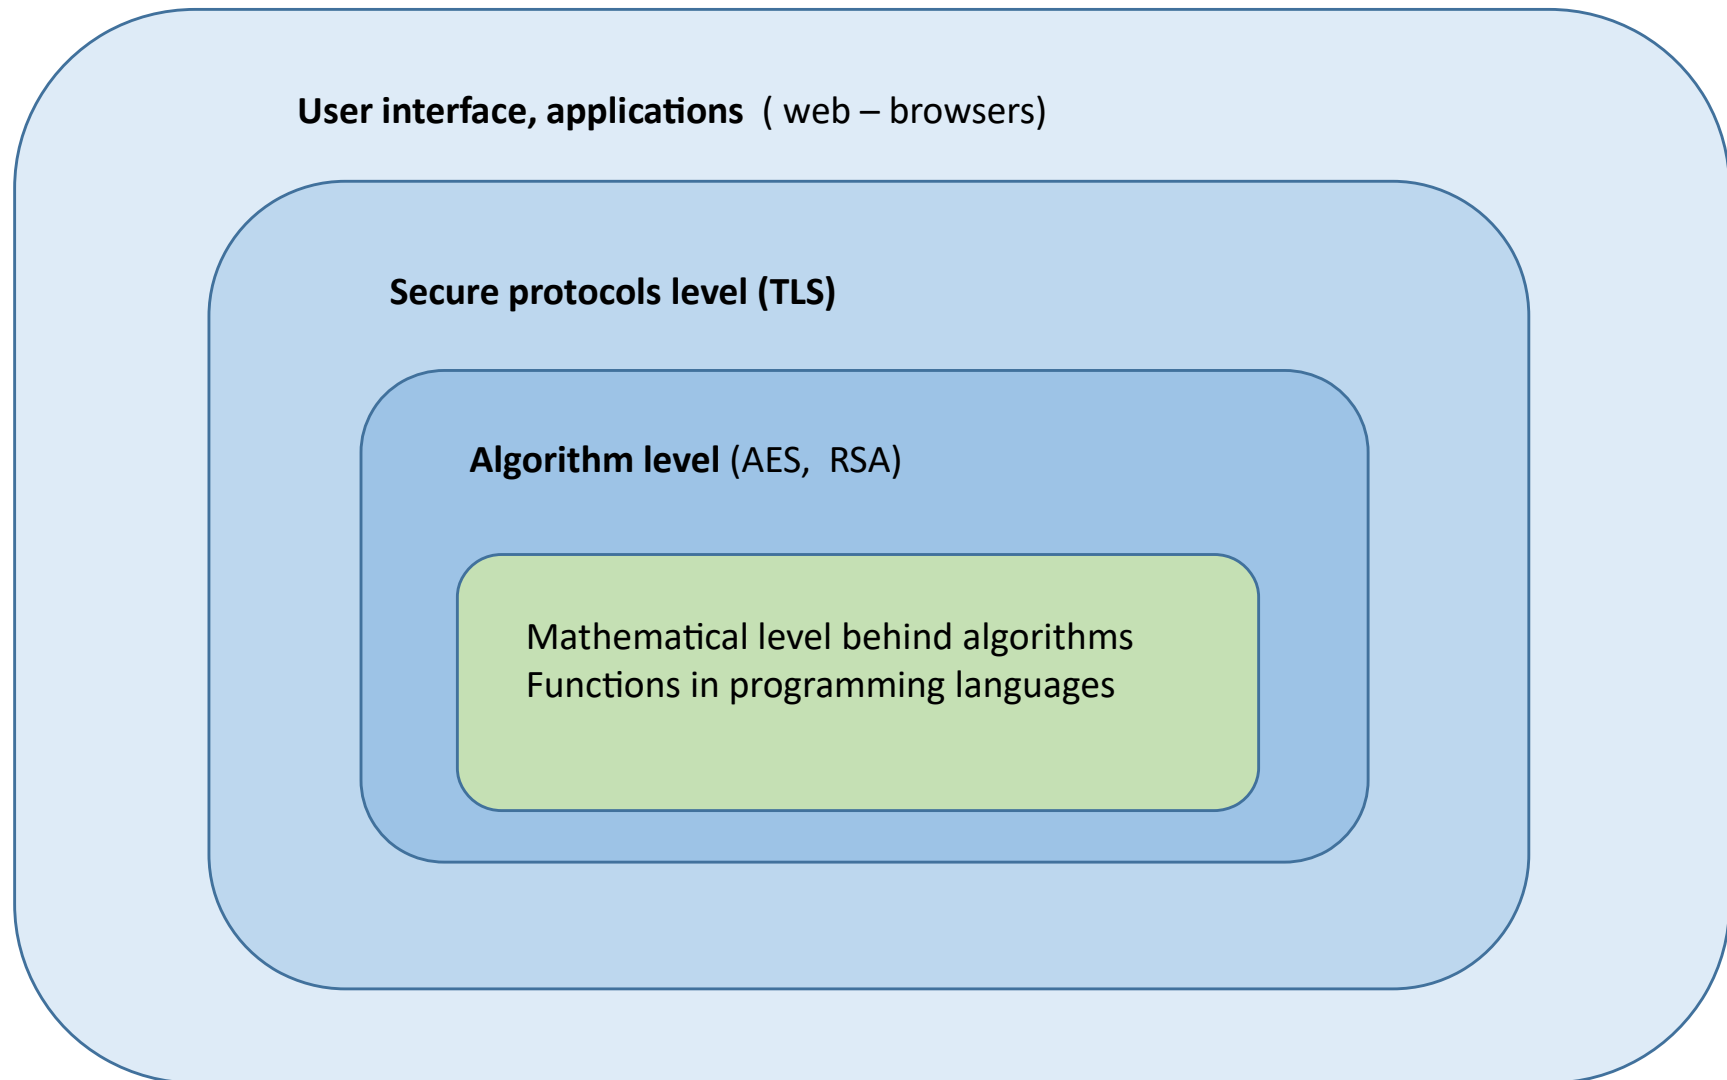 User interface, applications ( web – browsers)
Secure protocols level (TLS)
Algorithm level (AES, RSA)
Mathematical level behind algorithms
Functions in programming languages